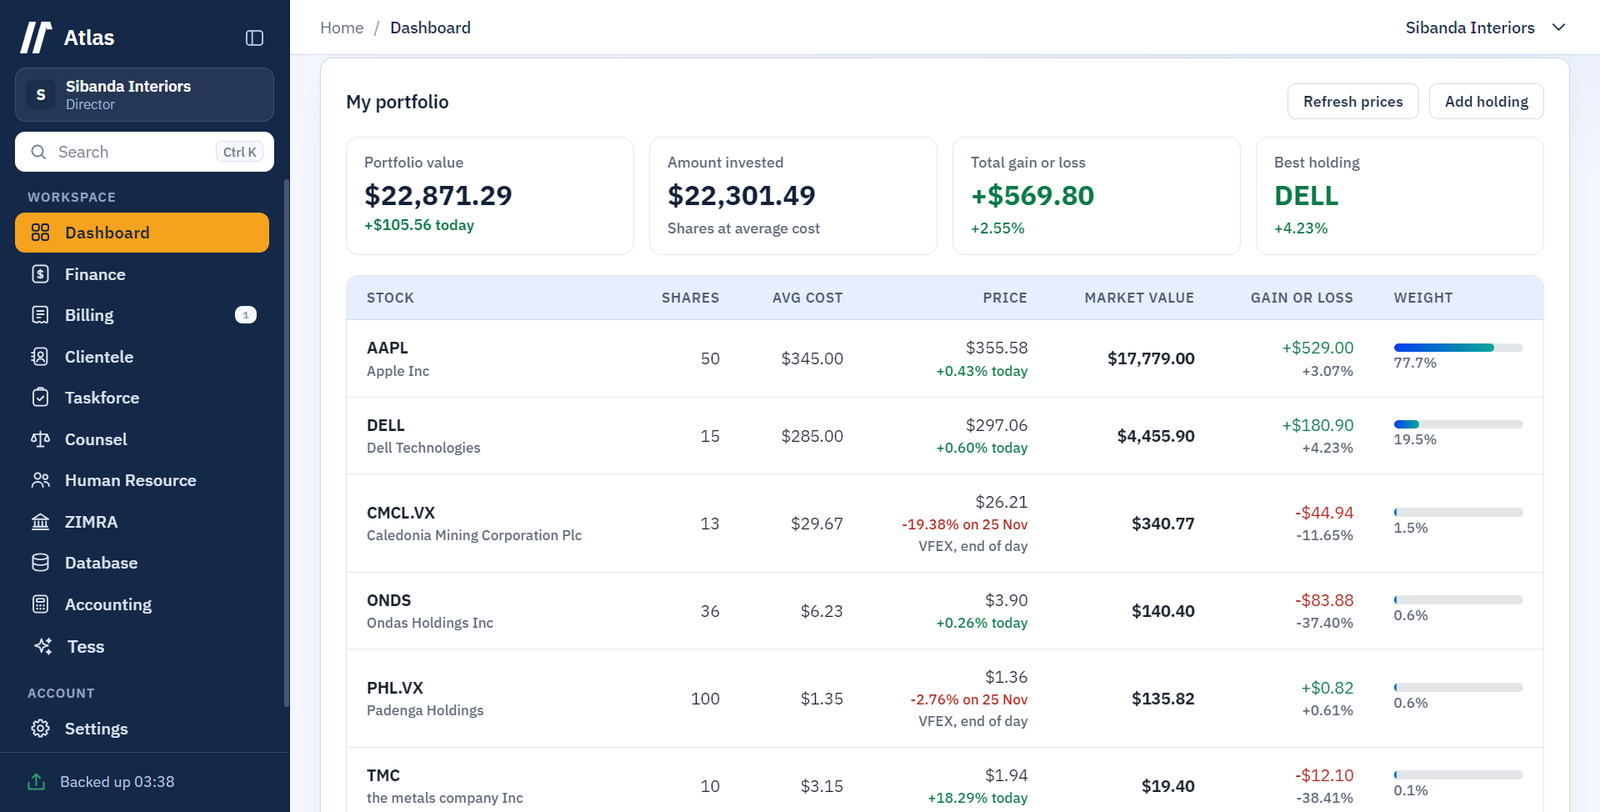 Atlas
S
Sibanda Interiors
Director
Search
Ctrl K
WORKSPACE
Dashboard
Finance
Billing
1
Clientele
Taskforce
Counsel
Human Resource
ZIMRA
Database
Accounting
Tess
ACCOUNT
Settings
Backed up 03:38
Home / Dashboard
Sibanda Interiors
My portfolio
Refresh prices
Add holding
Portfolio value
$22,871.29
+$105.56 today
Amount invested
$22,301.49
Shares at average cost
Total gain or loss
+$569.80
+2.55%
Best holding
DELL
+4.23%
STOCK SHARES AVG COST PRICE MARKET VALUE GAIN OR LOSS WEIGHT
AAPL
Apple Inc
50
$345.00
$355.58
+0.43% today
$17,779.00
+$529.00
+3.07%
77.7%
DELL
Dell Technologies
15
$285.00
$297.06
+0.60% today
$4,455.90
+$180.90
+4.23%
19.5%
CMCL.VX
Caledonia Mining Corporation Plc
13
$29.67
$26.21
-19.38% on 25 Nov
VFEX, end of day
$340.77
-$44.94
-11.65%
1.5%
ONDS
Ondas Holdings Inc
36
$6.23
$3.90
+0.26% today
$140.40
-$83.88
-37.40%
0.6%
PHL.VX
Padenga Holdings
100
$1.35
$1.36
-2.76% on 25 Nov
VFEX, end of day
$135.82
+$0.82
+0.61%
0.6%
TMC
the metals company Inc
10
$3.15
$1.94
+18.29% today
$19.40
-$12.10
-38.41%
0.1%